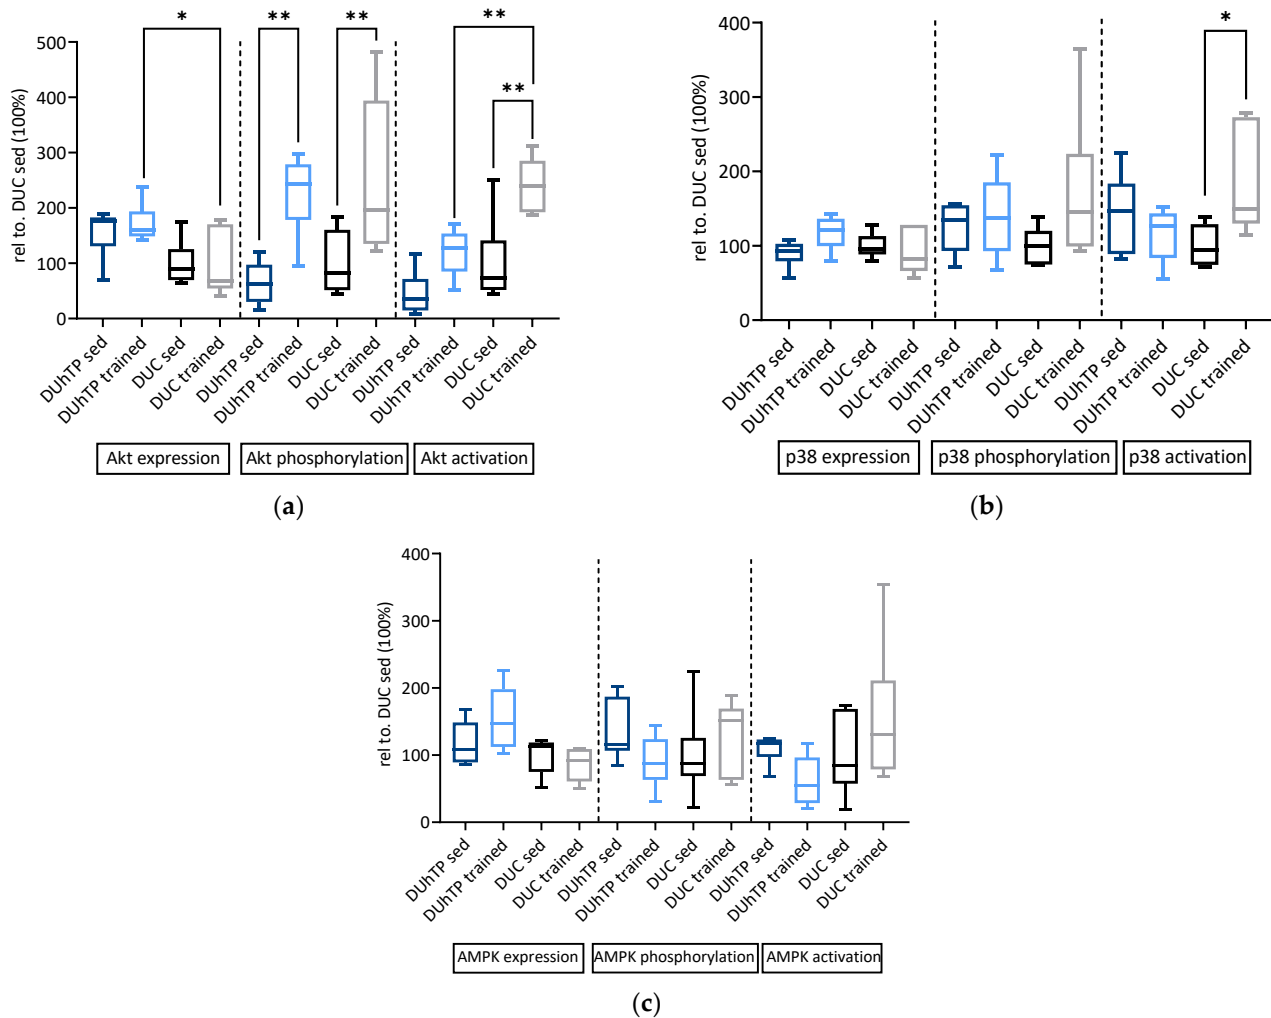 * ** ** ** **
rel to. DUC sed (100%)
500
400
300
200
100
0
DUhTP sed
DUhTP trained
DUC sed
DUC trained
DUhTP sed
DUhTP trained
DUC sed
DUC trained
DUhTP sed
DUhTP trained
DUC sed
DUC trained
Akt expression Akt phosphorylation Akt activation
(a)
*
rel to. DUC sed (100%)
400
300
200
100
0
DUhTP sed
DUhTP trained
DUC sed
DUC trained
DUhTP sed
DUhTP trained
DUC sed
DUC trained
DUhTP sed
DUhTP trained
DUC sed
DUC trained
p38 expression p38 phosphorylation p38 activation
(b)
rel to. DUC sed (100%)
400
300
200
100
0
DUhTP sed
DUhTP trained
DUC sed
DUC trained
DUhTP sed
DUhTP trained
DUC sed
DUC trained
DUhTP sed
DUhTP trained
DUC sed
DUC trained
AMPK expression AMPK phosphorylation AMPK activation
(c)